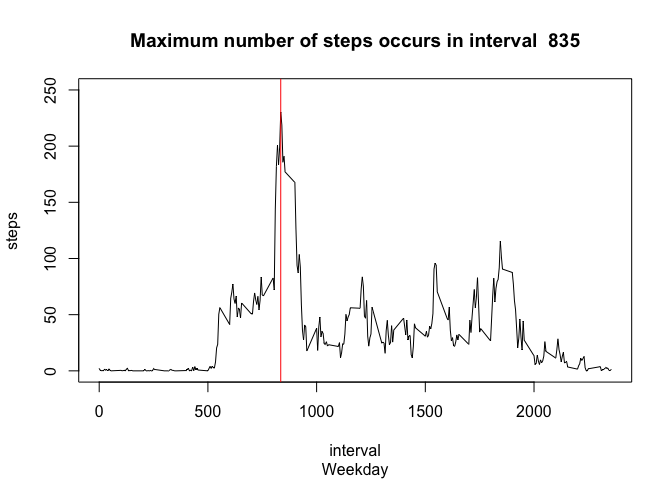 Maximum number of steps occurs in interval  835
250
200
150
100
50
0
steps
0 500 1000 1500 2000
interval
Weekday